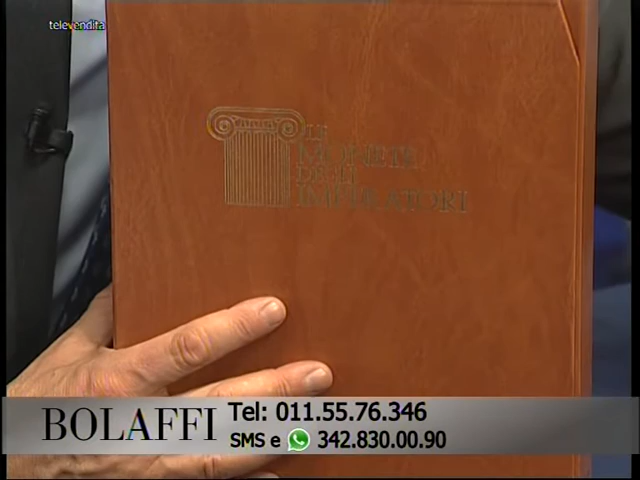 televendita
LE
MONETE
DEGLI
IMPERATORI
BOLAFFI
Tel: 011.55.76.346
SMS e 342.830.00.90